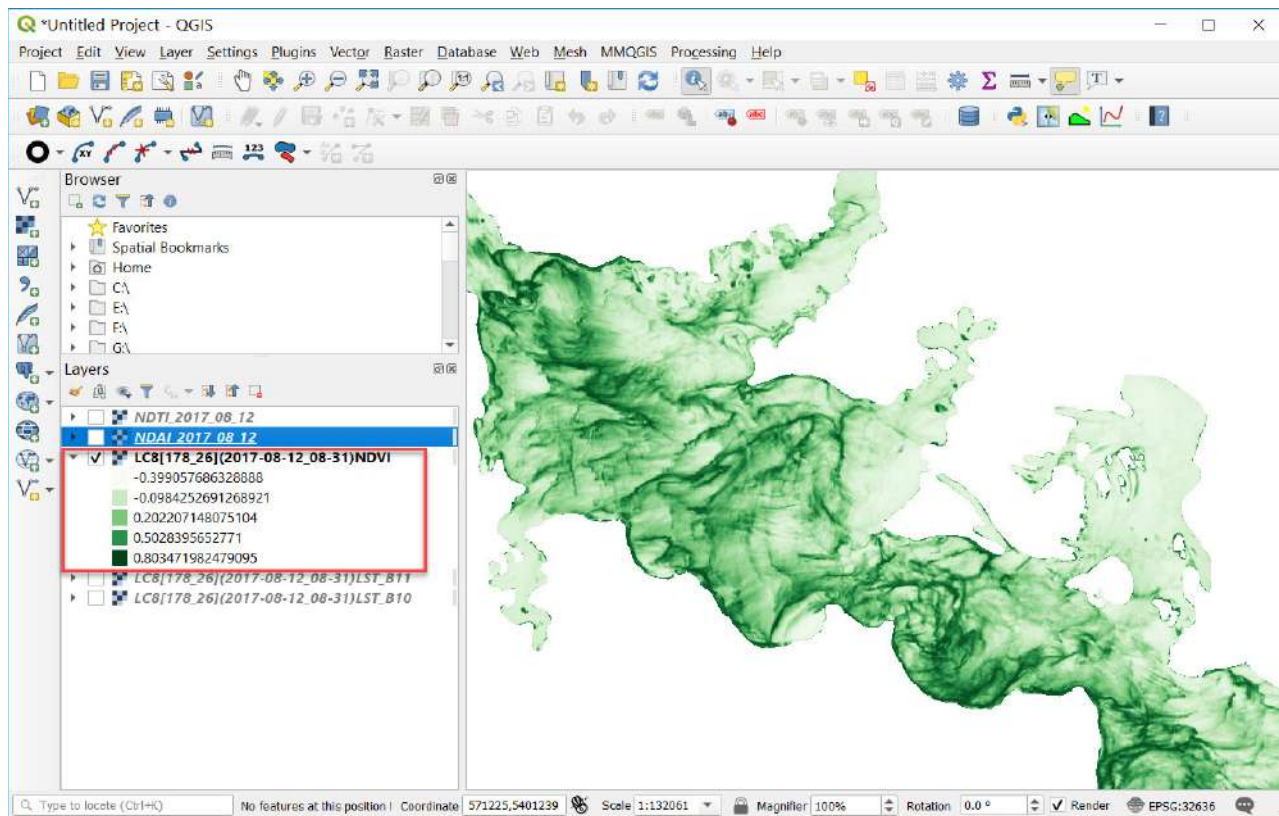 *Untitled Project - QGIS
Project Edit View Layer Settings Plugins Vector Raster Database Web Mesh MMQGIS Processing Help
Browser
Favorites
Spatial Bookmarks
Home
C:\
E:\
F:\
G:\
Layers
NDTI_2017_08_12
NDAI_2017_08_12
LC8[178_26](2017-08-12_08-31)NDVI
-0.399057686328888
-0.0984252691268921
0.202207148075104
0.5028395652771
0.803471982479095
LC8[178_26](2017-08-12_08-31)LST_B11
LC8[178_26](2017-08-12_08-31)LST_B10
Type to locate (Ctrl+K) No features at this position Coordinate 571225,5401239 Scale 1:132061 Magnifier 100% Rotation 0.0 ° Render EPSG:32636